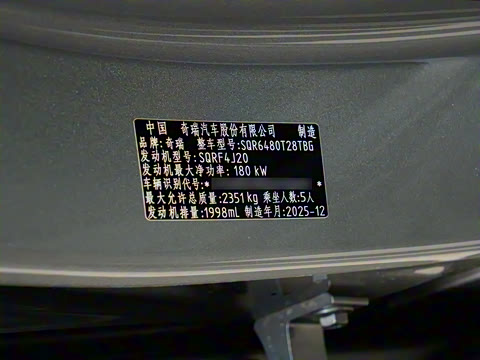 中国 奇瑞汽车股份有限公司 制造
品牌:奇瑞 整车型号:SQR6480T28TBG
发动机型号:SQRF4J20
发动机最大净功率:180 kW
车辆识别代号:* *
最大允许总质量:2351kg 乘坐人数:5人
发动机排量:1998mL 制造年月:2025-12